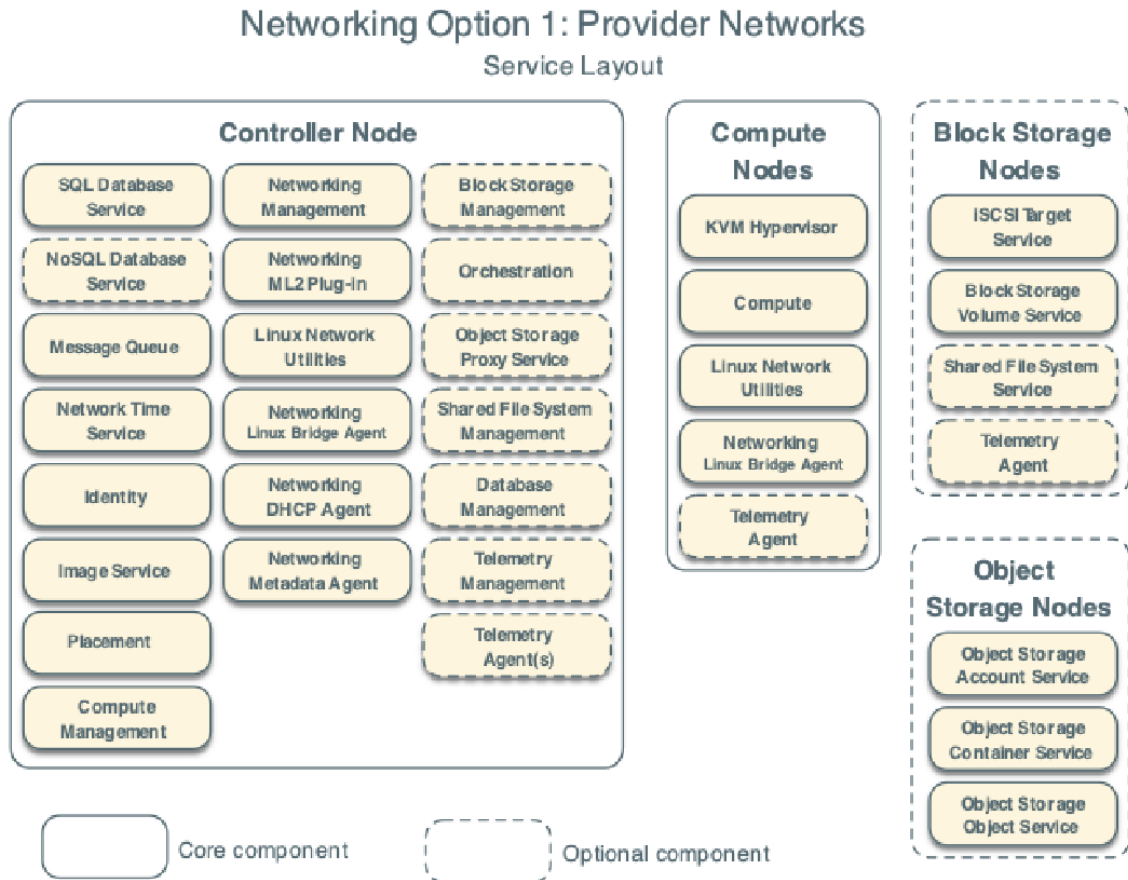 Networking Option 1: Provider Networks
Service Layout
Controller Node
SQL Database
Service
NoSQL Database
Service
Message Queue
Network Time
Service
Identity
Image Service
Placement
Compute
Management
Networking
Management
Networking
ML2 Plug-in
Linux Network
Utilities
Networking
Linux Bridge Agent
Networking
DHCP Agent
Networking
Metadata Agent
Block Storage
Management
Orchestration
Object Storage
Proxy Service
Shared File System
Management
Database
Management
Telemetry
Management
Telemetry
Agent(s)
Compute
Nodes
KVM Hypervisor
Compute
Linux Network
Utilities
Networking
Linux Bridge Agent
Telemetry
Agent
Block Storage
Nodes
iSCSI Target
Service
Block Storage
Volume Service
Shared File System
Service
Telemetry
Agent
Object
Storage Nodes
Object Storage
Account Service
Object Storage
Container Service
Object Storage
Object Service
Core component
Optional component